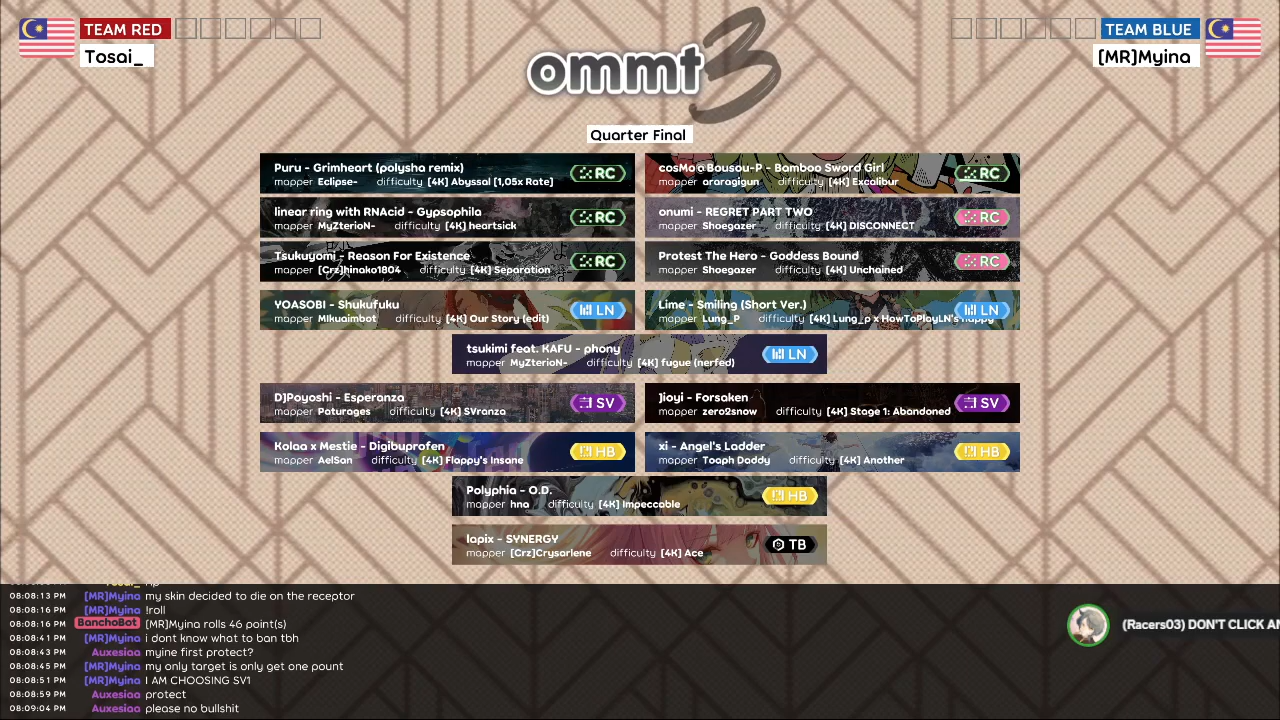 TEAM RED
Tosai_
TEAM BLUE
[MR]Myina
ommt 3
Quarter Final
Puru - Grimheart (polysha remix)
mapper Eclipse- difficulty [4K] Abyssal [1,05x Rate]
RC
cosMo@Bousou-P - Bamboo Sword Girl
mapper araragigun difficulty [4K] Excalibur
RC
linear ring with RNAcid - Gypsophila
mapper MyZterioN- difficulty [4K] heartsick
RC
onumi - REGRET PART TWO
mapper Shoegazer difficulty [4K] DISCONNECT
RC
Tsukuyomi - Reason For Existence
mapper [Crz]hinako1804 difficulty [4K] Separation
RC
Protest The Hero - Goddess Bound
mapper Shoegazer difficulty [4K] Unchained
RC
YOASOBI - Shukufuku
mapper MIkuaimbot difficulty [4K] Our Story (edit)
LN
Lime - Smiling (Short Ver.)
mapper Lung_P difficulty [4K] Lung_p x HowToPlayLN's Happy
LN
tsukimi feat. KAFU - phony
mapper MyZterioN- difficulty [4K] fugue (nerfed)
LN
DJPoyoshi - Esperanza
mapper Paturages difficulty [4K] SVranza
SV
Jioyi - Forsaken
mapper zero2snow difficulty [4K] Stage 1: Abandoned
SV
Kolaa x Mestie - Digibuprofen
mapper AelSan difficulty [4K] Flappy's Insane
HB
xi - Angel's Ladder
mapper Toaph Daddy difficulty [4K] Another
HB
Polyphia - O.D.
mapper hna difficulty [4K] Impeccable
HB
lapix - SYNERGY
mapper [Crz]Crysarlene difficulty [4K] Ace
TB
08:08:13 PM [MR]Myina my skin decided to die on the receptor
08:08:16 PM [MR]Myina !roll
08:08:16 PM BanchoBot [MR]Myina rolls 46 point(s)
08:08:41 PM [MR]Myina i dont know what to ban tbh
08:08:43 PM Auxesiaa myine first protect?
08:08:45 PM [MR]Myina my only target is only get one pount
08:08:51 PM [MR]Myina I AM CHOOSING SV1
08:08:59 PM Auxesiaa protect
08:09:04 PM Auxesiaa please no bullshit
(Racers03) DON'T CLICK AN